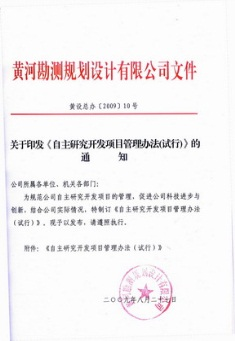 黄河勘测规划设计有限公司文件
黄设总办〔2009〕10号
关于印发《自主研究开发项目管理办法(试行)》的
通 知
公司所属各单位、机关各部门：
为规范公司自主研究开发项目的管理，促进公司科技进步与
创新，结合公司实际情况，特制订《自主研究开发项目管理办法
（试行）》，现予以发布，请遵照执行。
附件：《自主研究开发项目管理办法（试行）》
二〇〇九年八月二十七日